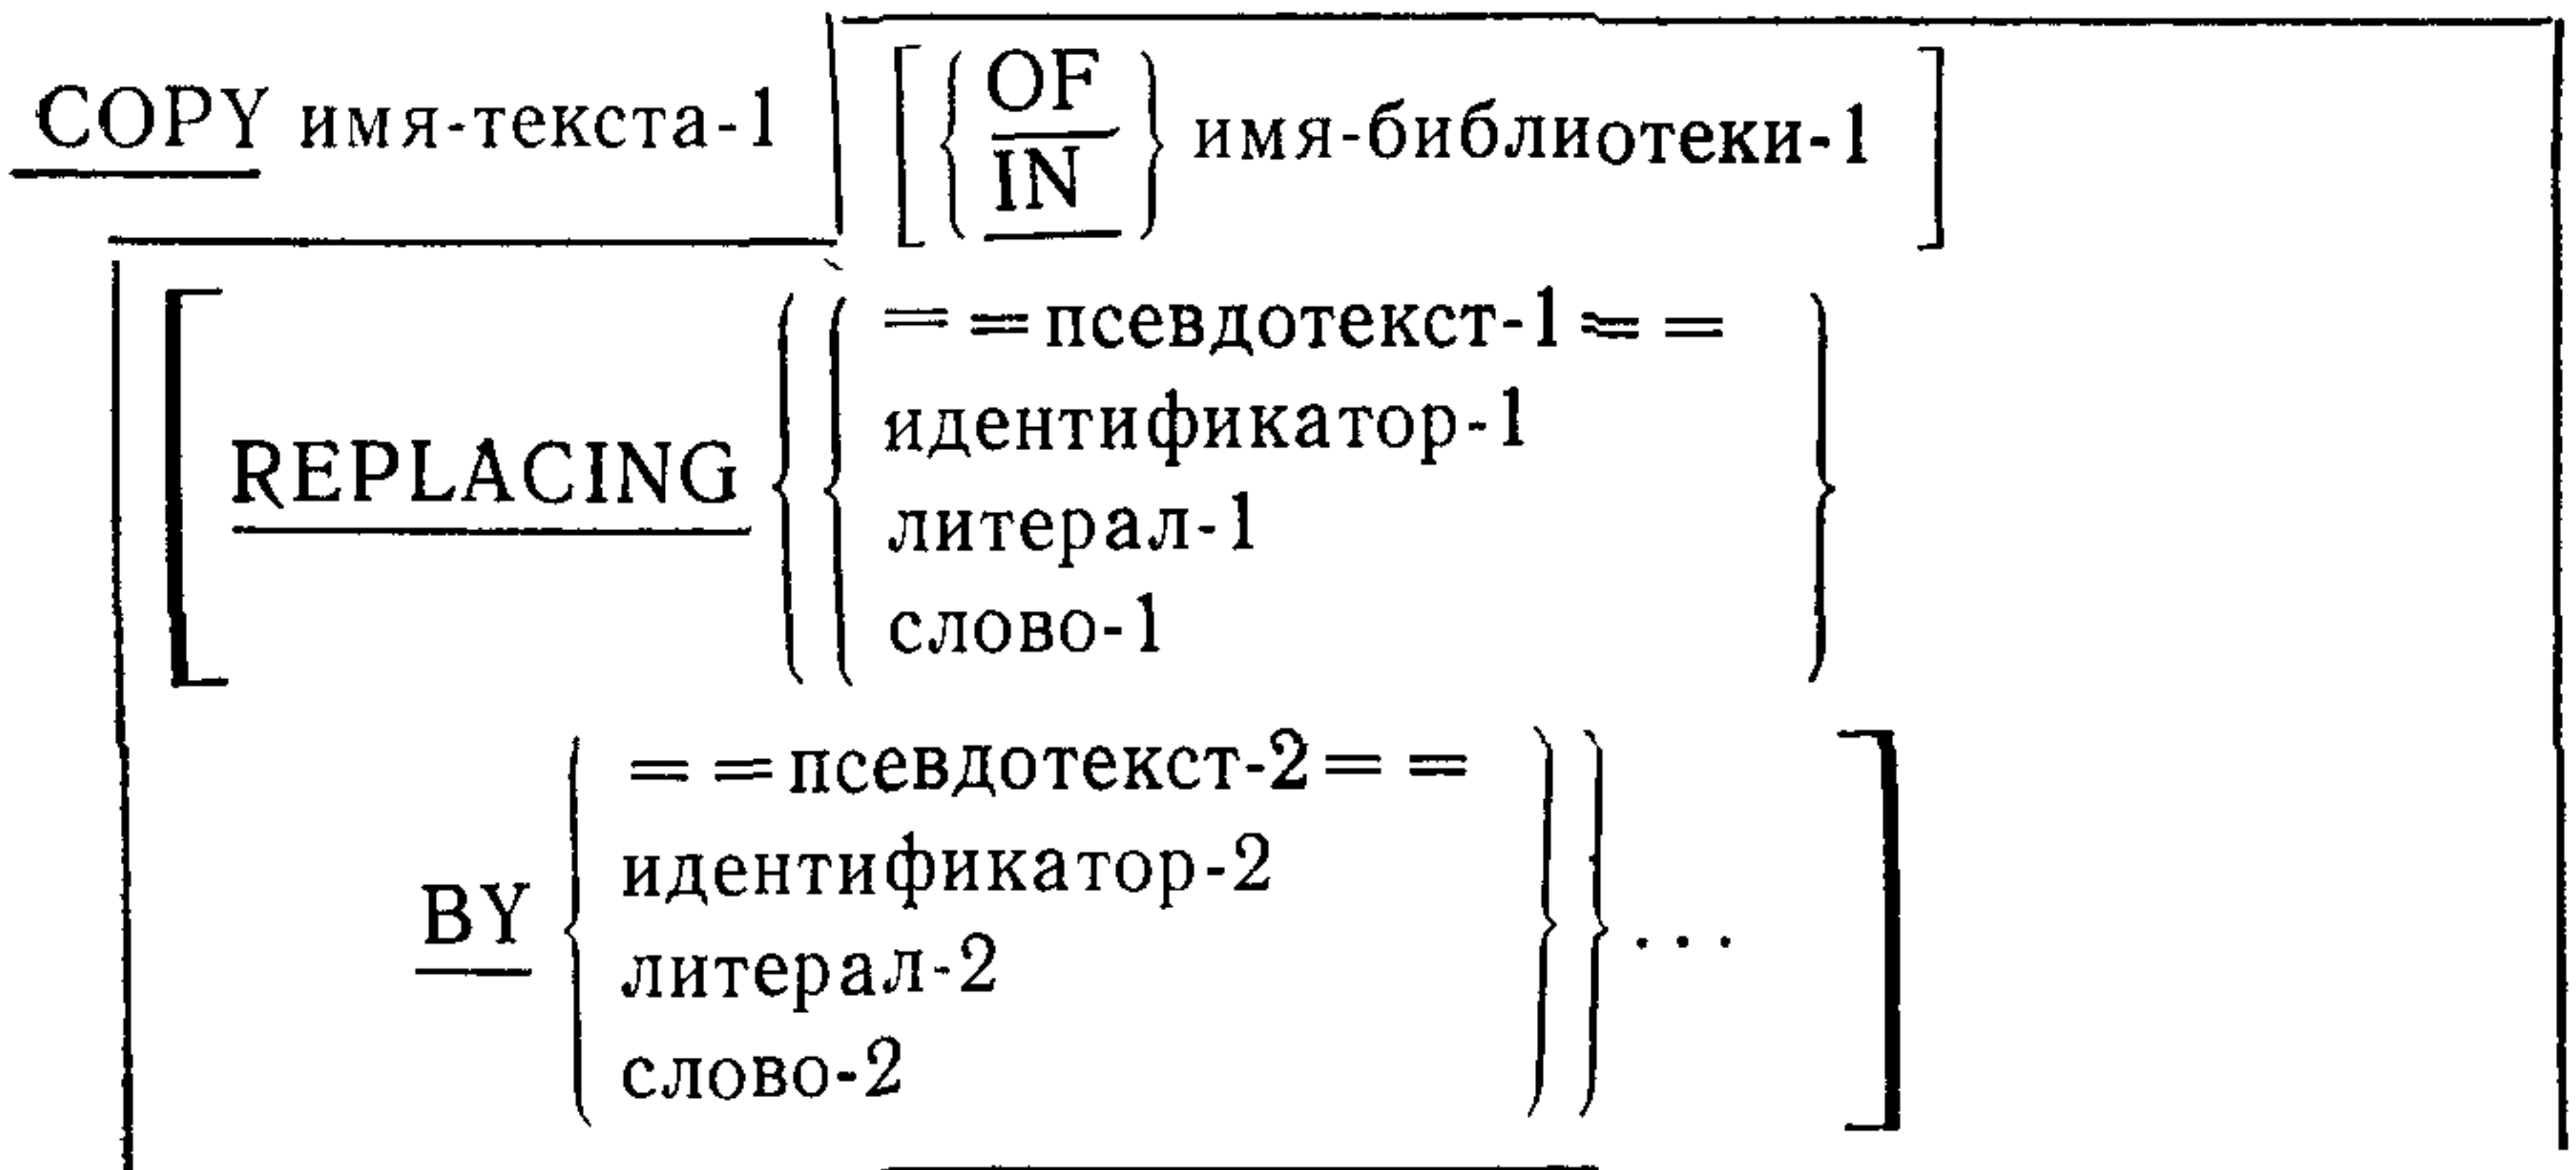 OF
COPY имя-текста-1 имя-библиотеки-1
IN
==псевдотекст-1==
идентификатор-1
REPLACING
литерал-1
слово-1
==псевдотекст-2==
идентификатор-2
BY ...
литерал-2
слово-2